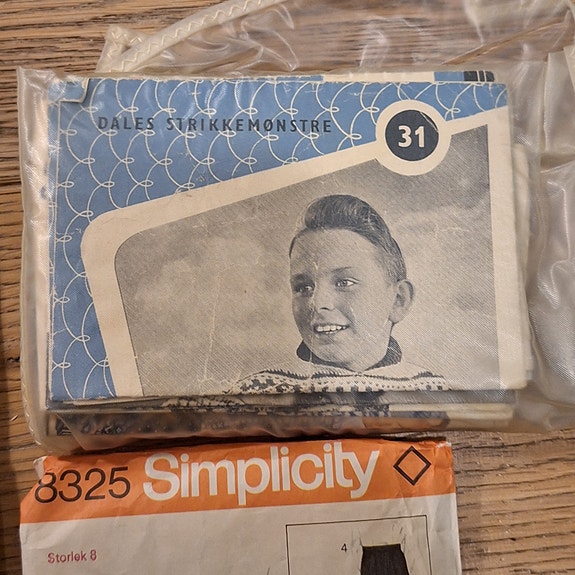 DALES STRIKKEMØNSTRE
31
8325 Simplicity
Storlek 8
4